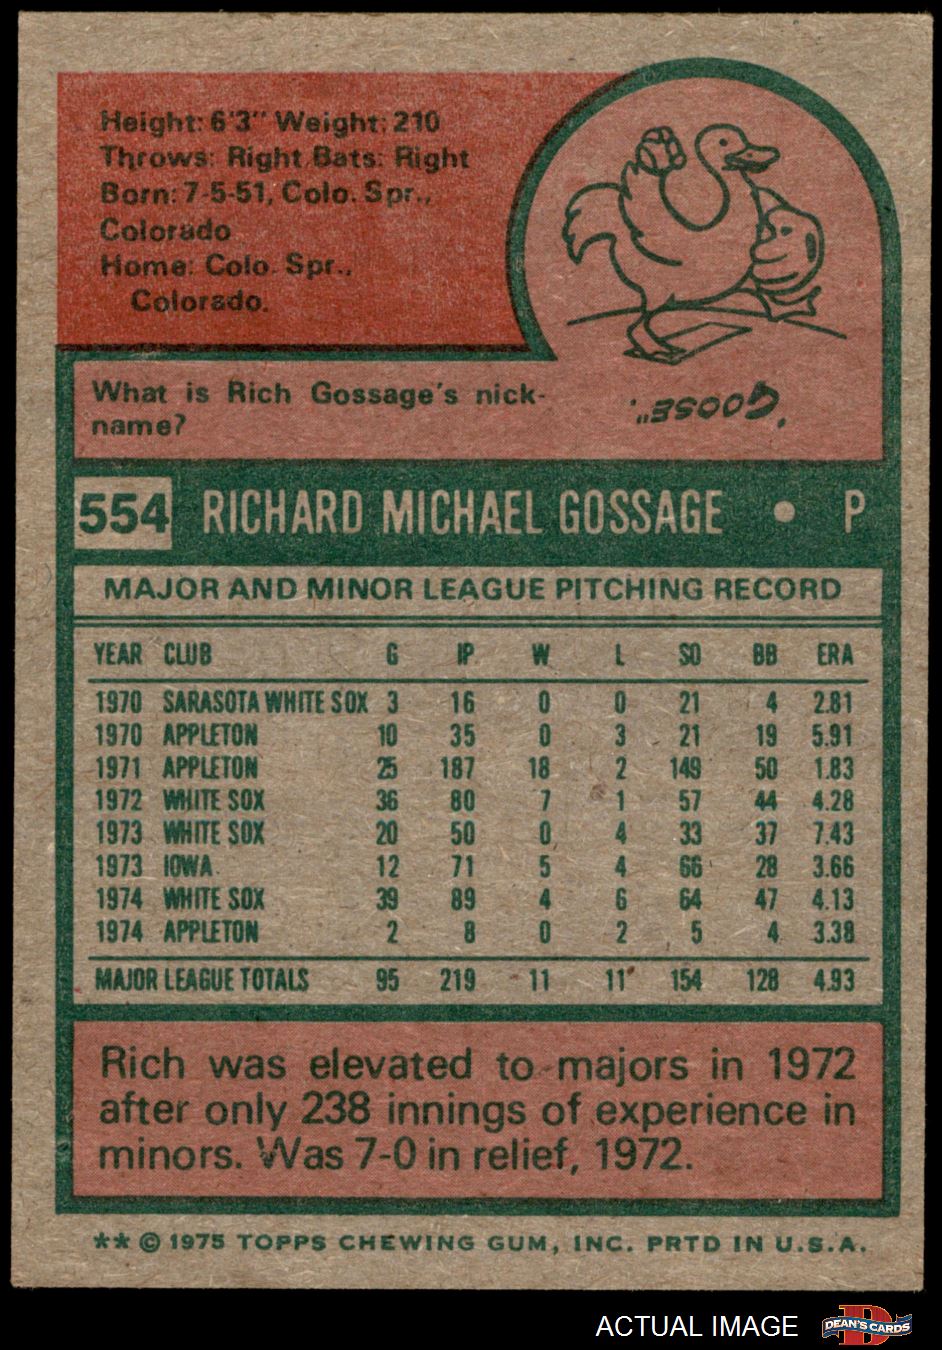 Height: 6'3" Weight: 210
Throws: Right Bats: Right
Born: 7-5-51, Colo. Spr.,
Colorado
Home: Colo. Spr.,
Colorado.
What is Rich Gossage's nick-
name?
"GOOSE".
554 RICHARD MICHAEL GOSSAGE • P
MAJOR AND MINOR LEAGUE PITCHING RECORD
YEAR CLUB G IP W L SO BB ERA
1970 SARASOTA WHITE SOX 3 16 0 0 21 4 2.81
1970 APPLETON 10 35 0 3 21 19 5.91
1971 APPLETON 25 187 18 2 149 50 1.83
1972 WHITE SOX 36 80 7 1 57 44 4.28
1973 WHITE SOX 20 50 0 4 33 37 7.43
1973 IOWA 12 71 5 4 66 28 3.66
1974 WHITE SOX 39 89 4 6 64 47 4.13
1974 APPLETON 2 8 0 2 5 4 3.38
MAJOR LEAGUE TOTALS 95 219 11 11 154 128 4.93
Rich was elevated to majors in 1972
after only 238 innings of experience in
minors. Was 7-0 in relief, 1972.
** © 1975 TOPPS CHEWING GUM, INC. PRTD IN U.S.A.
ACTUAL IMAGE DEAN'S CARDS